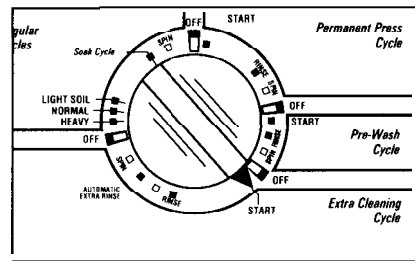 OFF
START
gular
cles
SPIN
Permanent Press
Cycle
Soak Cycle
RINSE
SPIN
LIGHT SOIL
NORMAL
HEAVY
OFF
START
OFF
RINSE
SPIN
Pre-Wash
Cycle
SPIN
OFF
AUTOMATIC
EXTRA RINSE
RINSE
START
Extra Cleaning
Cycle